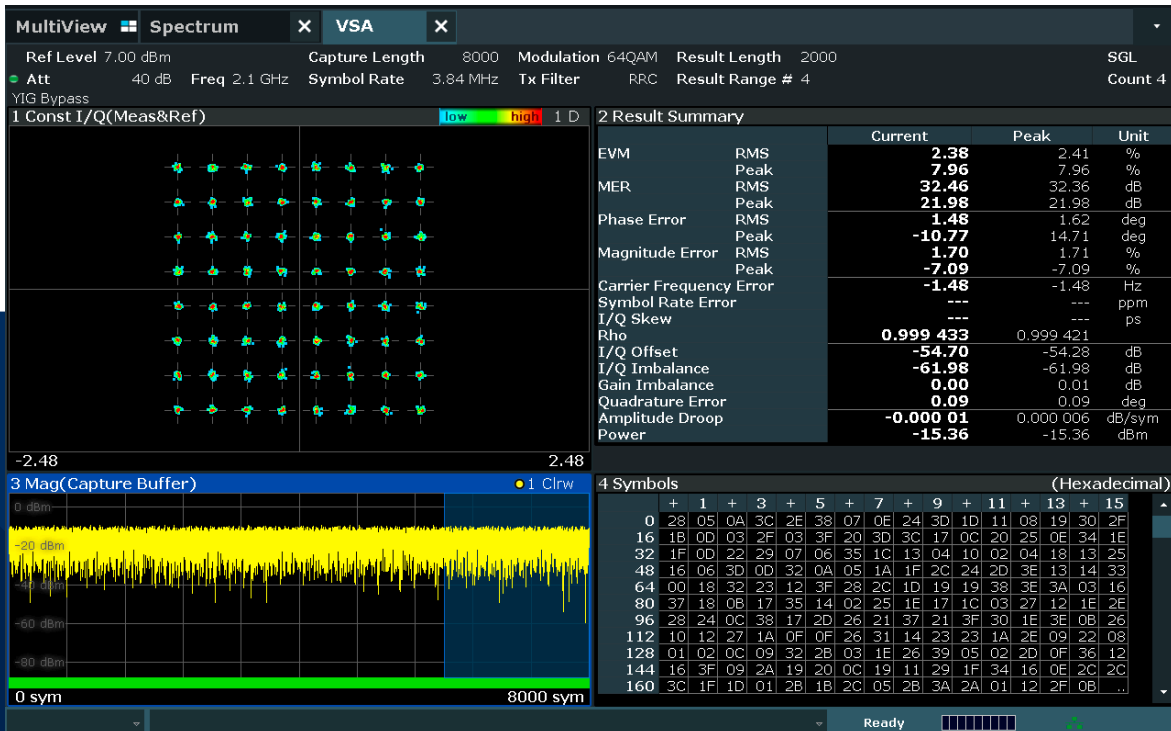 MultiView Spectrum X VSA X
Ref Level 7.00 dBm Capture Length 8000 Modulation 64QAM Result Length 2000 SGL
Att 40 dB Freq 2.1 GHz Symbol Rate 3.84 MHz Tx Filter RRC Result Range # 4 Count 4
YIG Bypass
1 Const I/Q(Meas&Ref) low high 1 D
-2.48 2.48
2 Result Summary
Current Peak Unit
EVM RMS 2.38 2.41 %
Peak 7.96 7.96 %
MER RMS 32.46 32.36 dB
Peak 21.98 21.98 dB
Phase Error RMS 1.48 1.62 deg
Peak -10.77 14.71 deg
Magnitude Error RMS 1.70 1.71 %
Peak -7.09 -7.09 %
Carrier Frequency Error -1.48 -1.48 Hz
Symbol Rate Error --- --- ppm
I/Q Skew --- --- ps
Rho 0.999 433 0.999 421
I/Q Offset -54.70 -54.28 dB
I/Q Imbalance -61.98 -61.98 dB
Gain Imbalance 0.00 0.01 dB
Quadrature Error 0.09 0.09 deg
Amplitude Droop -0.000 01 0.000 006 dB/sym
Power -15.36 -15.36 dBm
3 Mag(Capture Buffer) 1 Clrw
0 dBm
-20 dBm
-40 dBm
-60 dBm
-80 dBm
0 sym 8000 sym
4 Symbols (Hexadecimal)
+ 1 + 3 + 5 + 7 + 9 + 11 + 13 + 15
0 28 05 0A 3C 2E 38 07 0E 24 3D 1D 11 08 19 30 2F
16 1B 0D 03 2F 03 3F 20 3D 3C 17 0C 20 25 0E 34 1E
32 1F 0D 22 29 07 06 35 1C 13 04 10 02 04 18 13 25
48 16 06 3D 0D 32 0A 05 1A 1F 2C 24 2D 3E 13 14 33
64 00 18 32 23 12 3F 28 2C 1D 19 19 38 3E 3A 03 16
80 37 18 0B 17 35 14 02 25 1E 17 1C 03 27 12 1E 2E
96 28 24 0C 38 17 2D 26 21 37 21 3F 30 1E 3E 0B 26
112 10 12 27 1A 0F 0F 26 31 14 23 23 1A 2E 09 22 08
128 01 02 0C 09 32 2B 03 1E 26 39 05 02 2D 0F 36 12
144 16 3F 09 2A 19 20 0C 19 11 29 1F 34 16 0E 2C 2C
160 3C 1F 1D 01 2B 1B 2C 05 2B 3A 2A 01 12 2F 0B ..
Ready